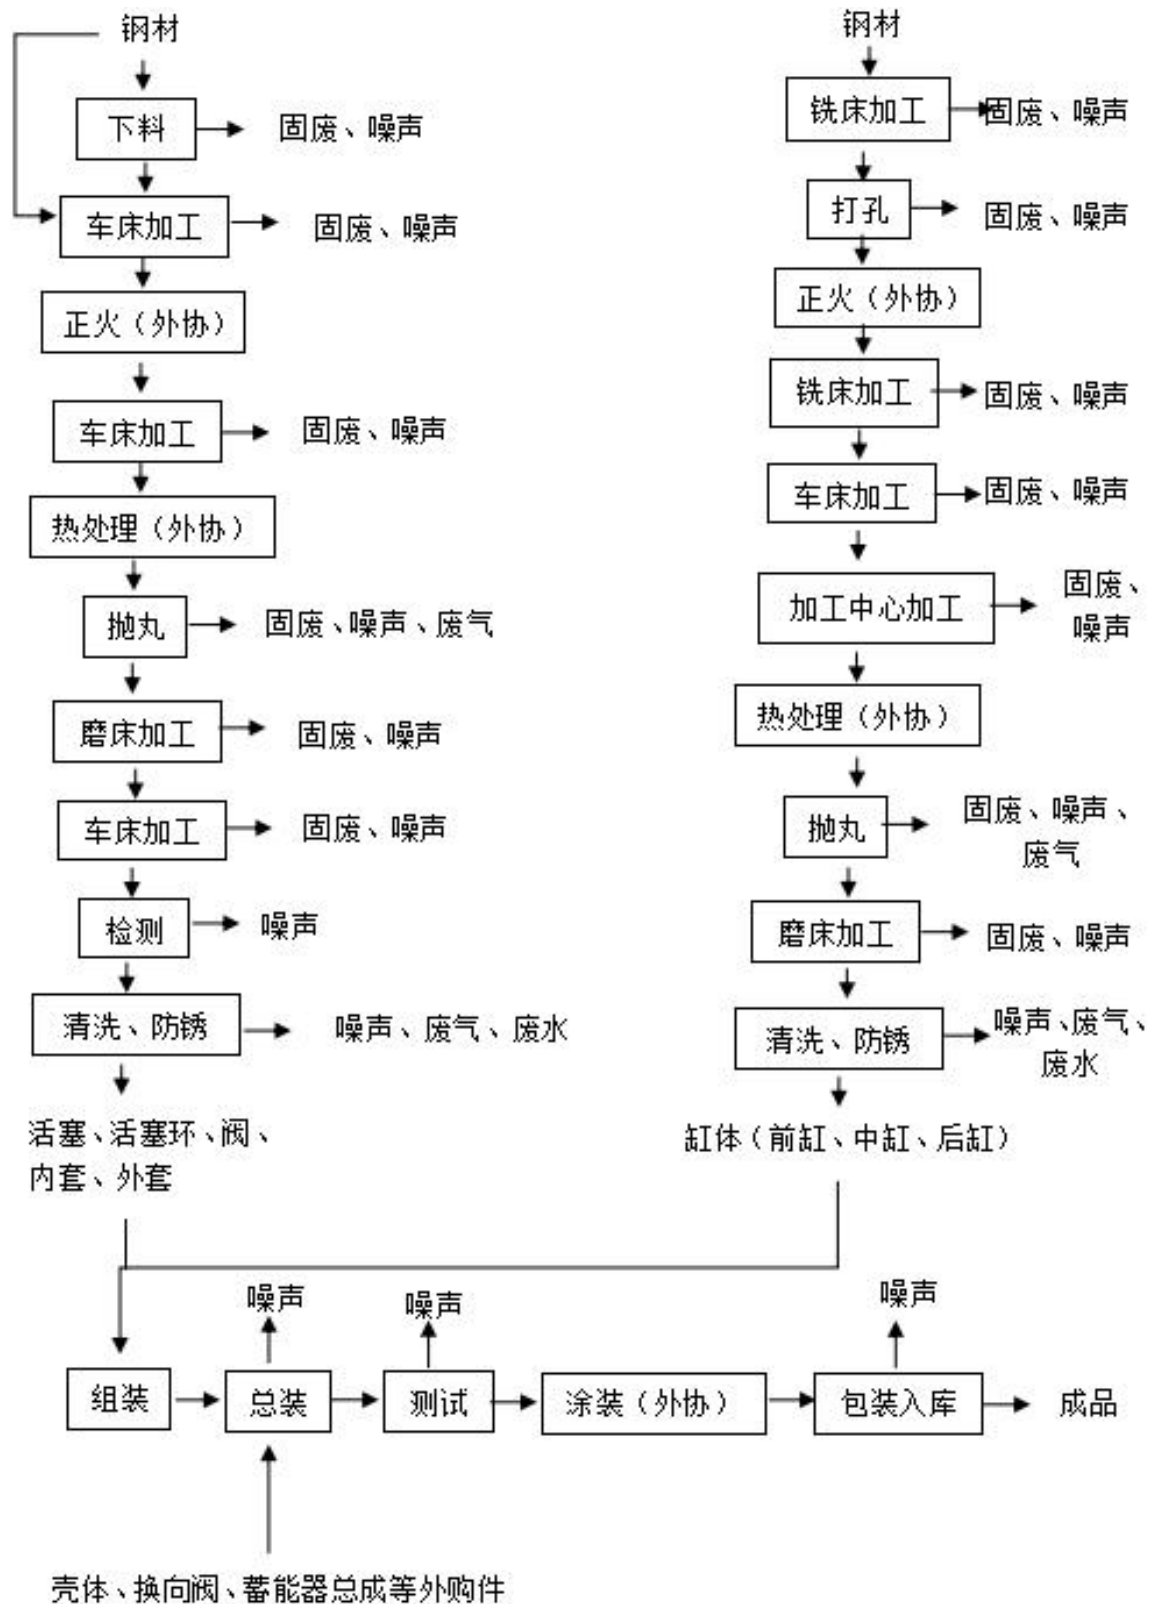 钢材
下料
固废、噪声
车床加工
固废、噪声
正火（外协）
车床加工
固废、噪声
热处理（外协）
抛丸
固废、噪声、废气
磨床加工
固废、噪声
车床加工
固废、噪声
检测
噪声
清洗、防锈
噪声、废气、废水
活塞、活塞环、阀、
内套、外套
钢材
铣床加工
固废、噪声
打孔
固废、噪声
正火（外协）
铣床加工
固废、噪声
车床加工
固废、噪声
加工中心加工
固废、
噪声
热处理（外协）
抛丸
固废、噪声、
废气
磨床加工
固废、噪声
清洗、防锈
噪声、废气、
废水
缸体（前缸、中缸、后缸）
噪声
噪声
噪声
组装
总装
测试
涂装（外协）
包装入库
成品
壳体、换向阀、蓄能器总成等外购件